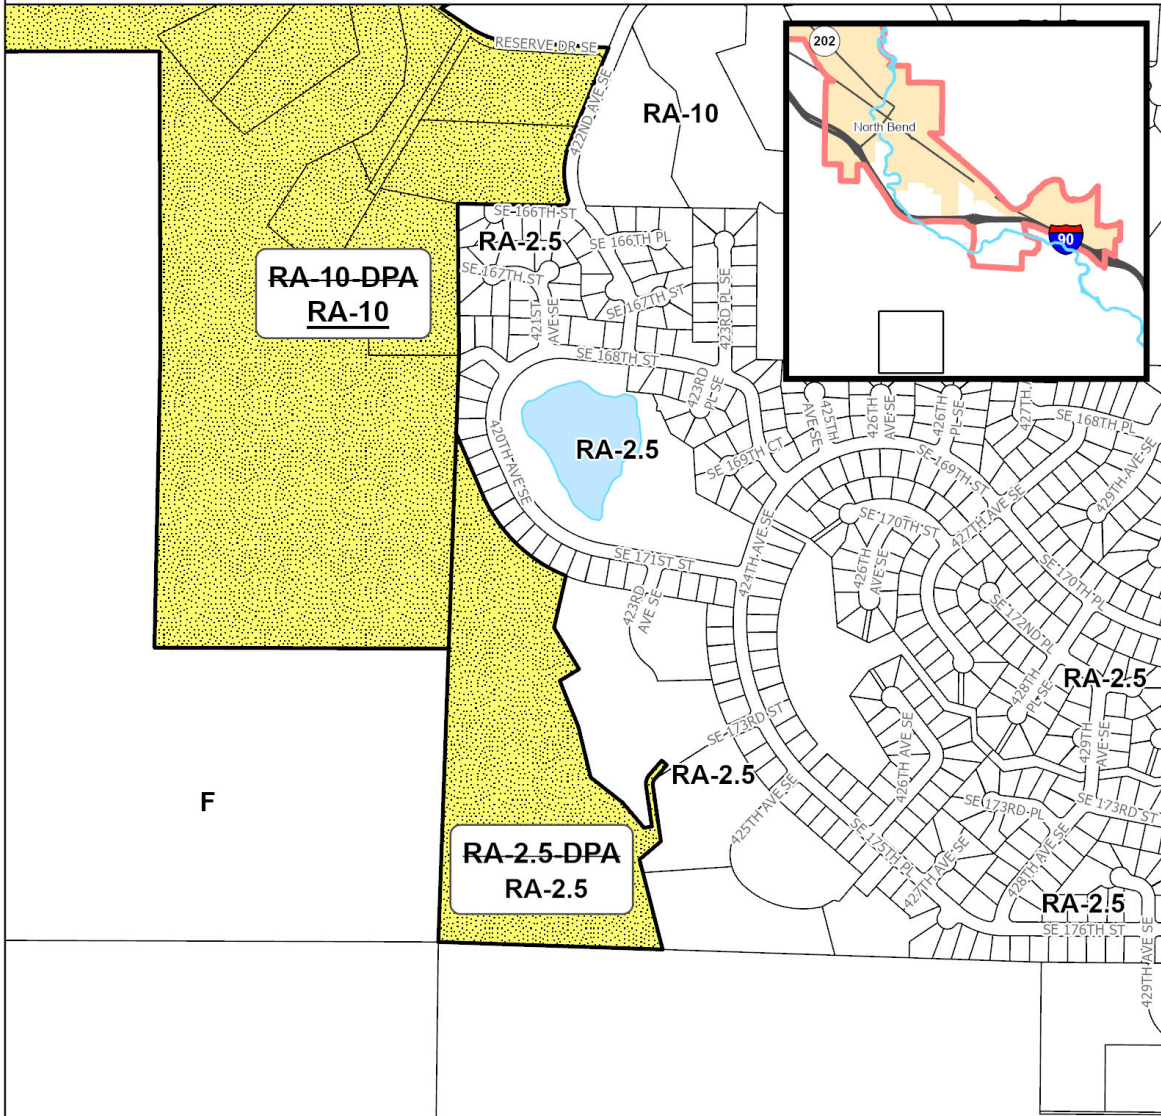 RESERVE DR SE
422ND AVE SE
RA-10
202
North Bend
90
SE 166TH ST
RA-2.5
SE 166TH PL
SE 167TH ST
421ST
AVE SE
SE 167TH ST
423RD PL SE
RA-10-DPA
RA-10
SE 168TH ST
423RD
PL SE
425TH
AVE SE
426TH
AVE SE
426TH
PL SE
427TH
SE 168TH PL
420TH AVE SE
RA-2.5
SE 169TH CT
SE 169TH ST
429TH AVE SE
SE 170TH ST
427TH AVE SE
SE 171ST ST
424TH AVE SE
426TH
AVE SE
SE 170TH PL
423RD
AVE SE
SE 172ND PL
428TH
PL SE
RA-2.5
SE 173RD ST
429TH
AVE SE
RA-2.5
426TH AVE SE
F
425TH AVE SE
SE 173RD PL
SE 173RD ST
RA-2.5-DPA
RA-2.5
SE 175TH PL
427TH AVE SE
428TH AVE SE
RA-2.5
SE 176TH ST
429TH AVE SE